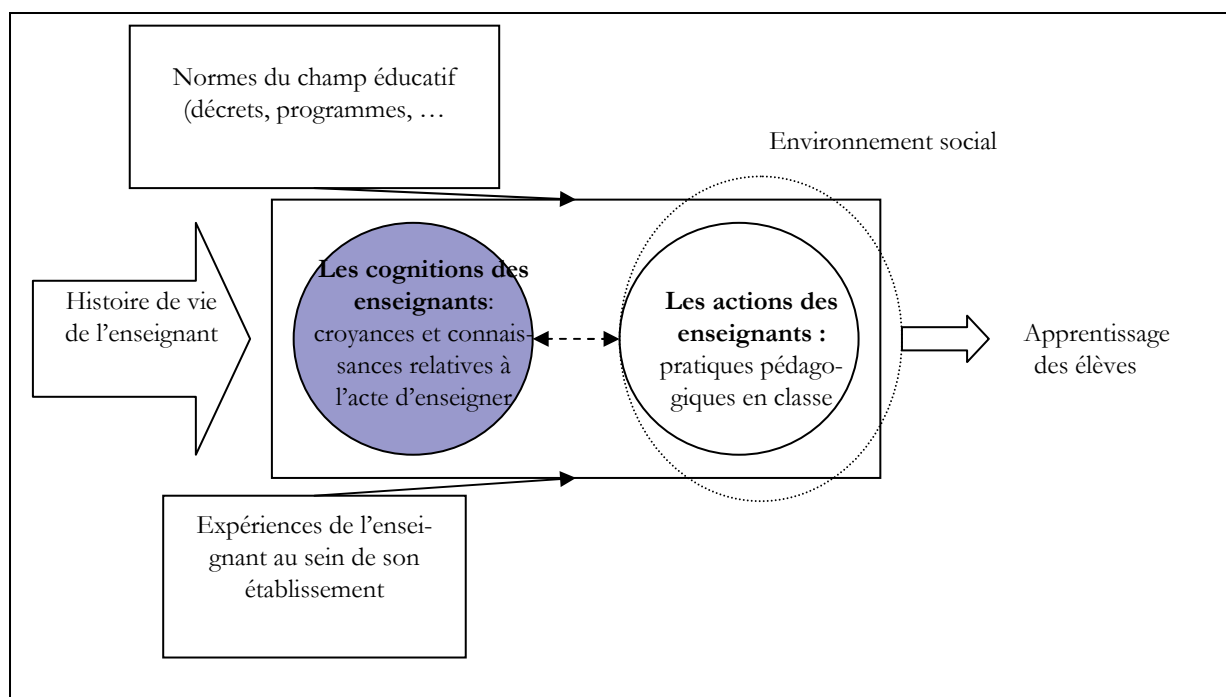 Normes du champ éducatif
(décrets, programmes, …
Environnement social
Histoire de vie
de l’enseignant
Les cognitions des
enseignants:
croyances et connais-
sances relatives à
l’acte d’enseigner
Les actions des
enseignants :
pratiques pédago-
giques en classe
Apprentissage
des élèves
Expériences de l’ensei-
gnant au sein de son
établissement